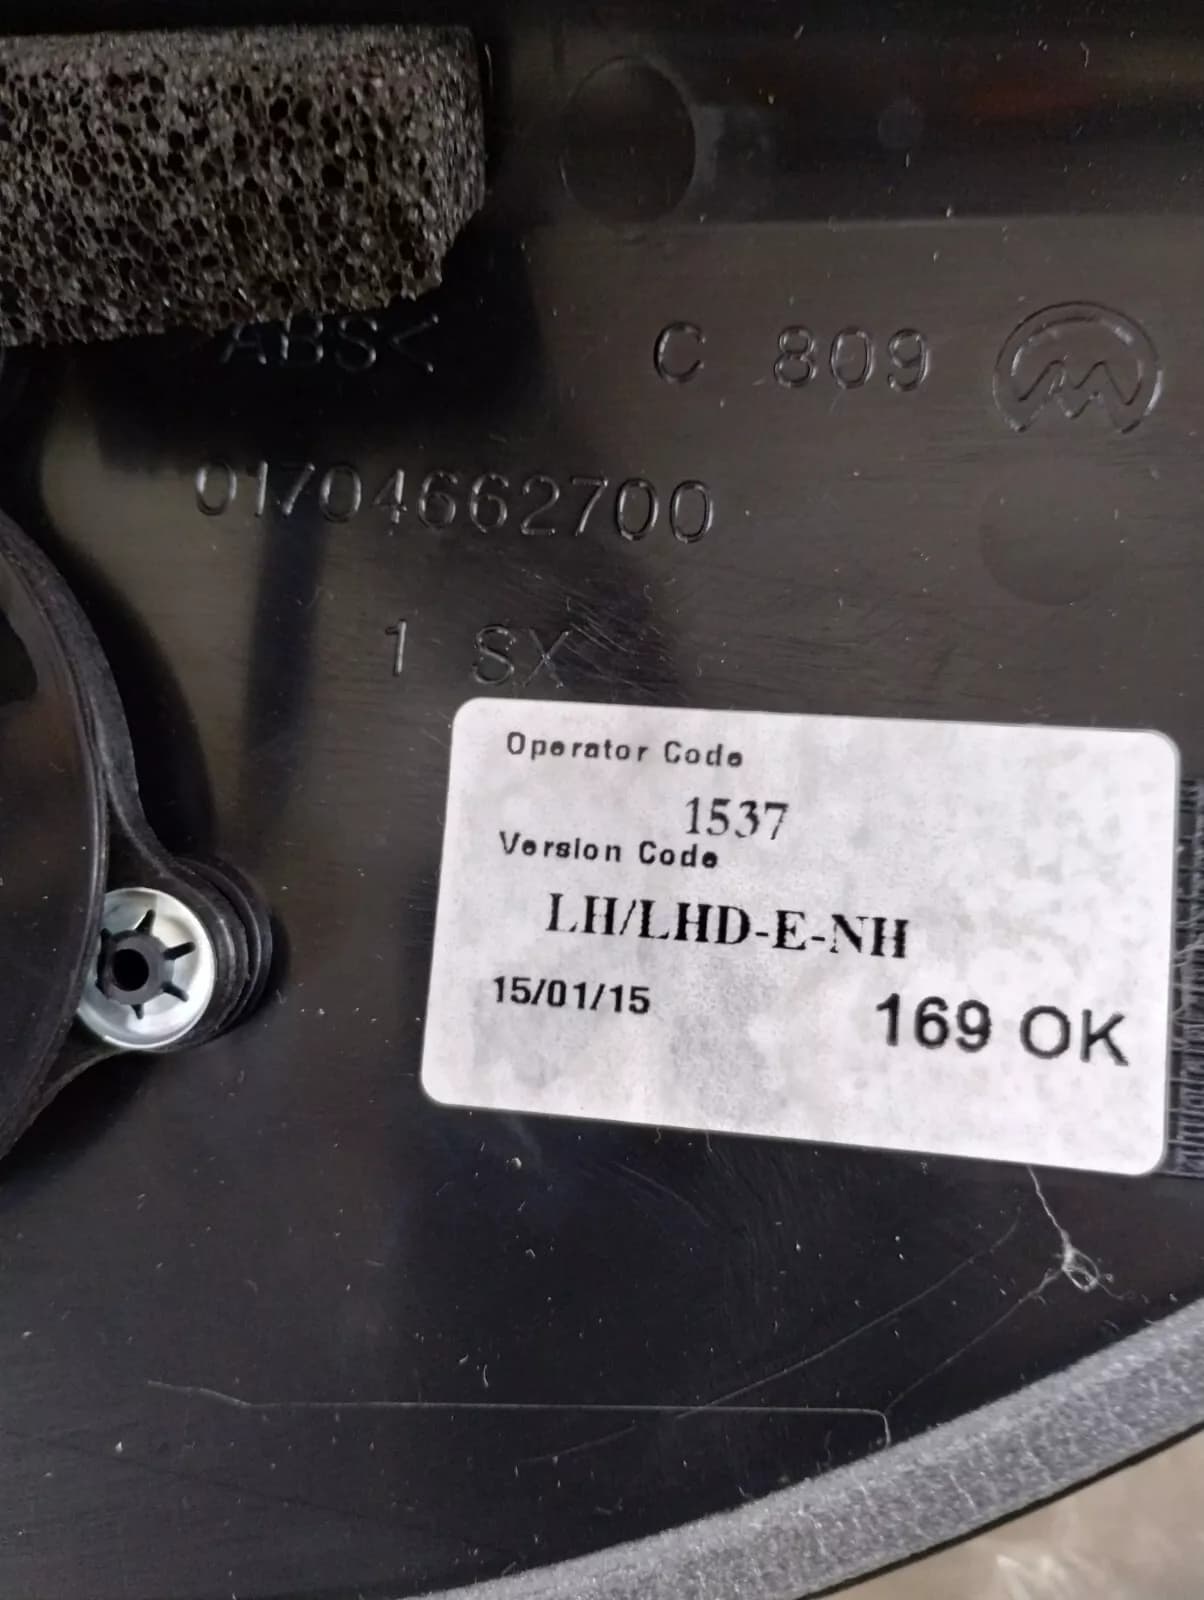 ABS<
C 809
01704662700
1 SX
Operator Code
1537
Version Code
LH/LHD-E-NH
15/01/15
169 OK